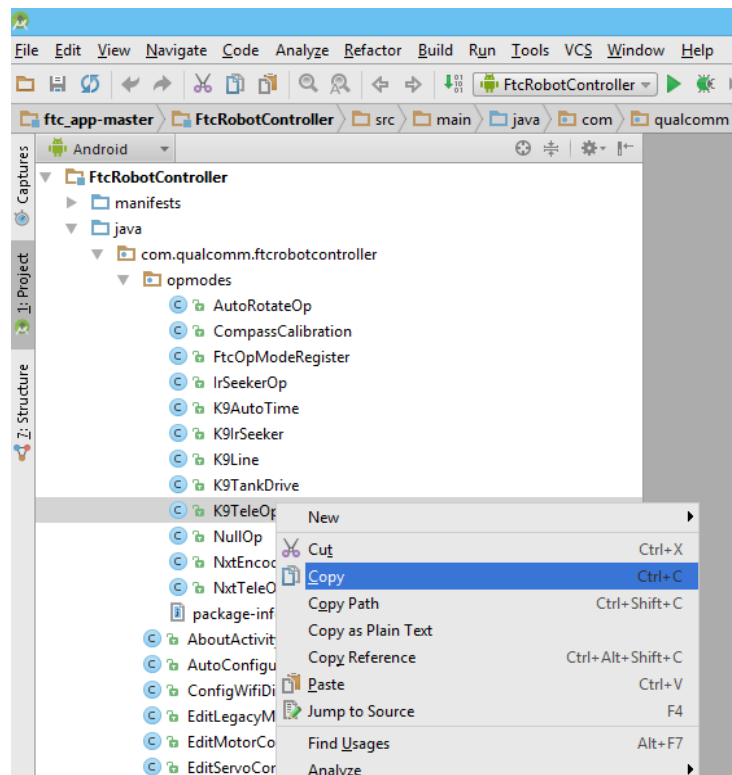 File Edit View Navigate Code Analyze Refactor Build Run Tools VCS Window Help
FtcRobotController
ftc_app-master FtcRobotController src main java com qualcomm
Captures
1: Project
7: Structure
Android
FtcRobotController
manifests
java
com.qualcomm.ftcrobotcontroller
opmodes
AutoRotateOp
CompassCalibration
FtcOpModeRegister
IrSeekerOp
K9AutoTime
K9IrSeeker
K9Line
K9TankDrive
K9TeleOp
NullOp
NxtEncod
NxtTeleO
package-inf
AboutActivit
AutoConfigu
ConfigWifiDi
EditLegacyM
EditMotorCo
EditServoCor
New
Cut Ctrl+X
Copy Ctrl+C
Copy Path Ctrl+Shift+C
Copy as Plain Text
Copy Reference Ctrl+Alt+Shift+C
Paste Ctrl+V
Jump to Source F4
Find Usages Alt+F7
Analyze